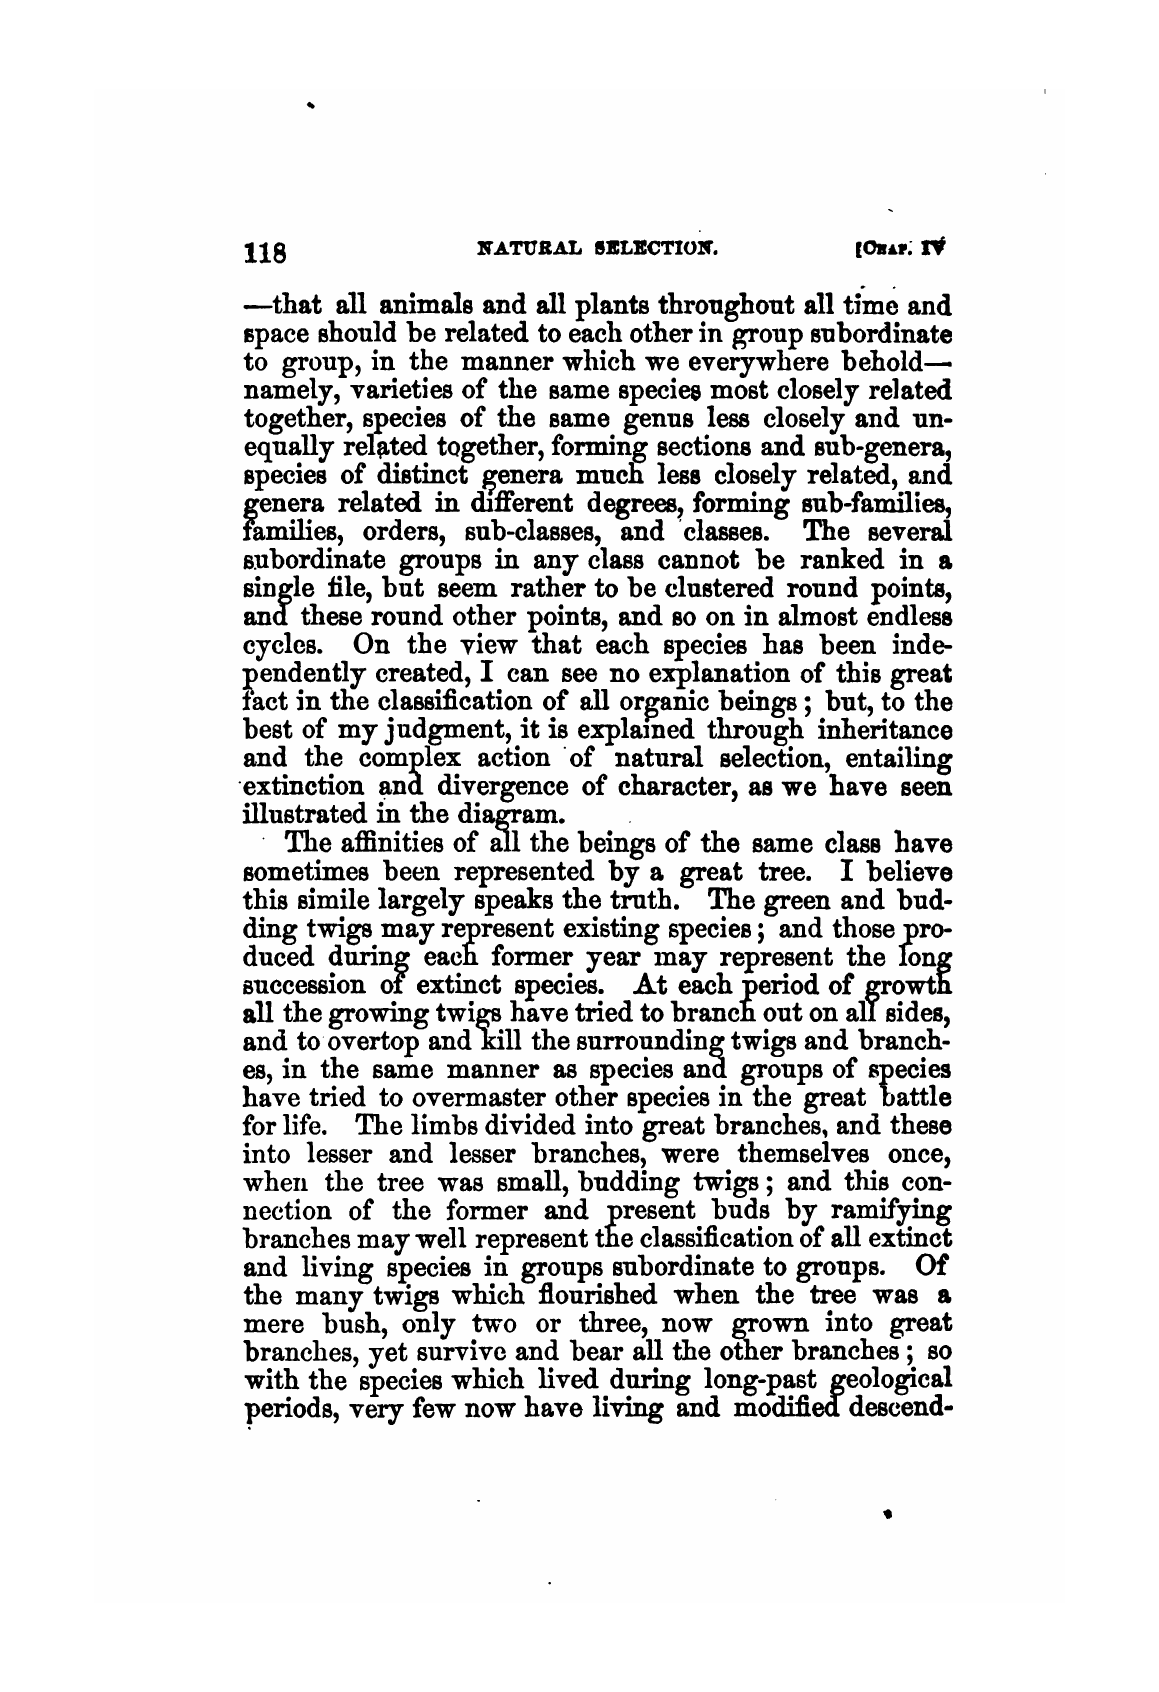 118 NATURAL SELECTION. [CHAP. IV
—that all animals and all plants throughout all time and
space should be related to each other in group subordinate
to group, in the manner which we everywhere behold—
namely, varieties of the same species most closely related
together, species of the same genus less closely and un-
equally related together, forming sections and sub-genera,
species of distinct genera much less closely related, and
genera related in different degrees, forming sub-families,
families, orders, sub-classes, and classes. The several
subordinate groups in any class cannot be ranked in a
single file, but seem rather to be clustered round points,
and these round other points, and so on in almost endless
cycles. On the view that each species has been inde-
pendently created, I can see no explanation of this great
fact in the classification of all organic beings; but, to the
best of my judgment, it is explained through inheritance
and the complex action of natural selection, entailing
extinction and divergence of character, as we have seen
illustrated in the diagram.
The affinities of all the beings of the same class have
sometimes been represented by a great tree. I believe
this simile largely speaks the truth. The green and bud-
ding twigs may represent existing species; and those pro-
duced during each former year may represent the long
succession of extinct species. At each period of growth
all the growing twigs have tried to branch out on all sides,
and to overtop and kill the surrounding twigs and branch-
es, in the same manner as species and groups of species
have tried to overmaster other species in the great battle
for life. The limbs divided into great branches, and these
into lesser and lesser branches, were themselves once,
when the tree was small, budding twigs; and this con-
nection of the former and present buds by ramifying
branches may well represent the classification of all extinct
and living species in groups subordinate to groups. Of
the many twigs which flourished when the tree was a
mere bush, only two or three, now grown into great
branches, yet survive and bear all the other branches; so
with the species which lived during long-past geological
periods, very few now have living and modified descend-